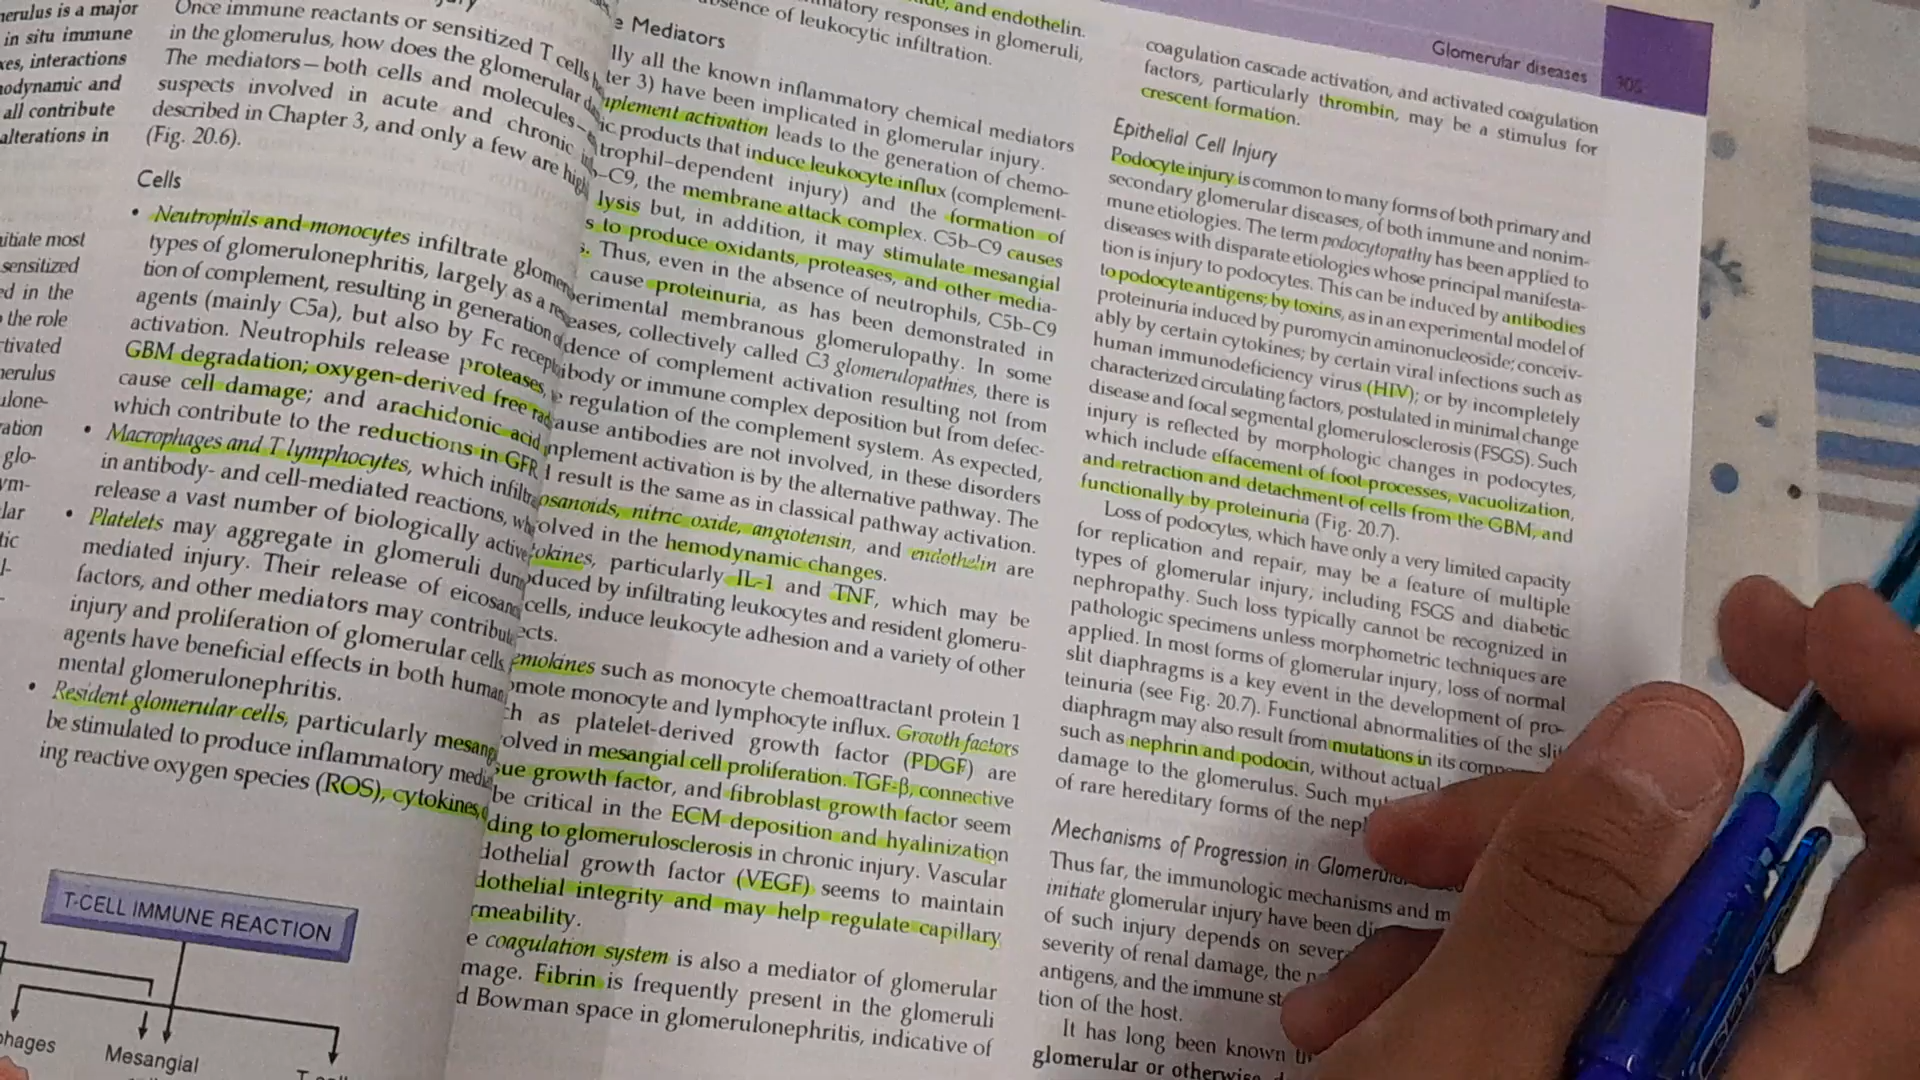 nerulus is a major
in situ immune
xes, interactions
nodynamic and
all contribute
alterations in
itiate most
sensitized
ed in the
the role
tivated
nerulus
ulone-
ration
glo-
ym-
lar
tic
Once immune reactants or sensitized T cells
in the glomerulus, how does the glomerular
The mediators—both cells and molecules—
suspects involved in acute and chronic
described in Chapter 3, and only a few are high
(Fig. 20.6).
Cells
• Neutrophils and monocytes infiltrate
types of glomerulonephritis, largely as a
tion of complement, resulting in generation
agents (mainly C5a), but also by Fc
activation. Neutrophils release proteases,
GBM degradation; oxygen-derived free
cause cell damage; and arachidonic acid
which contribute to the reductions in GFR
• Macrophages and T lymphocytes, which
in antibody- and cell-mediated reactions,
release a vast number of biologically active
• Platelets may aggregate in glomeruli
mediated injury. Their release of
factors, and other mediators may
injury and proliferation of glomerular cells
agents have beneficial effects in both human
mental glomerulonephritis.
• Resident glomerular cells, particularly
be stimulated to produce inflammatory
ing reactive oxygen species (ROS), cytokines,
T-CELL IMMUNE REACTION
phages
Mesangial
and endothelin.
matory responses in glomeruli,
bsence of leukocytic infiltration.
e Mediators
lly all the known inflammatory chemical mediators
ter 3) have been implicated in glomerular injury.
mplement activation leads to the generation of chemo-
ic products that induce leukocyte influx (complement-
trophil–dependent injury) and the formation of
–C9, the membrane attack complex. C5b–C9 causes
lysis but, in addition, it may stimulate mesangial
s to produce oxidants, proteases, and other media-
s. Thus, even in the absence of neutrophils, C5b–C9
cause proteinuria, as has been demonstrated in
erimental membranous glomerulopathy. In some
eases, collectively called C3 glomerulopathies, there is
dence of complement activation resulting not from
ibody or immune complex deposition but from defec-
e regulation of the complement system. As expected,
ause antibodies are not involved, in these disorders
mplement activation is by the alternative pathway. The
l result is the same as in classical pathway activation.
osanoids, nitric oxide, angiotensin, and endothelin are
olved in the hemodynamic changes.
tokines, particularly IL-1 and TNF, which may be
oduced by infiltrating leukocytes and resident glomeru-
cells, induce leukocyte adhesion and a variety of other
ects.
emokines such as monocyte chemoattractant protein 1
omote monocyte and lymphocyte influx. Growth factors
ch as platelet-derived growth factor (PDGF) are
olved in mesangial cell proliferation. TGF-β, connective
sue growth factor, and fibroblast growth factor seem
be critical in the ECM deposition and hyalinization
ding to glomerulosclerosis in chronic injury. Vascular
dothelial growth factor (VEGF) seems to maintain
dothelial integrity and may help regulate capillary
rmeability.
e coagulation system is also a mediator of glomerular
mage. Fibrin is frequently present in the glomeruli
d Bowman space in glomerulonephritis, indicative of
Glomerular diseases 305
coagulation cascade activation, and activated coagulation
factors, particularly thrombin, may be a stimulus for
crescent formation.
Epithelial Cell Injury
Podocyte injury is common to many forms of both primary and
secondary glomerular diseases, of both immune and nonim-
mune etiologies. The term podocytopathy has been applied to
diseases with disparate etiologies whose principal manifesta-
tion is injury to podocytes. This can be induced by antibodies
to podocyte antigens; by toxins, as in an experimental model of
proteinuria induced by puromycin aminonucleoside; conceiv-
ably by certain cytokines; by certain viral infections such as
human immunodeficiency virus (HIV); or by incompletely
characterized circulating factors, postulated in minimal change
disease and focal segmental glomerulosclerosis (FSGS). Such
injury is reflected by morphologic changes in podocytes,
which include effacement of foot processes, vacuolization,
and retraction and detachment of cells from the GBM, and
functionally by proteinuria (Fig. 20.7).
Loss of podocytes, which have only a very limited capacity
for replication and repair, may be a feature of multiple
types of glomerular injury, including FSGS and diabetic
nephropathy. Such loss typically cannot be recognized in
pathologic specimens unless morphometric techniques are
applied. In most forms of glomerular injury, loss of normal
slit diaphragms is a key event in the development of pro-
teinuria (see Fig. 20.7). Functional abnormalities of the slit
diaphragm may also result from mutations in its
such as nephrin and podocin, without actual
damage to the glomerulus. Such
of rare hereditary forms of the
Mechanisms of Progression in
Thus far, the immunologic mechanisms and
initiate glomerular injury have been
of such injury depends on
severity of renal damage, the
antigens, and the immune
tion of the host.
It has long been known
glomerular or otherwise